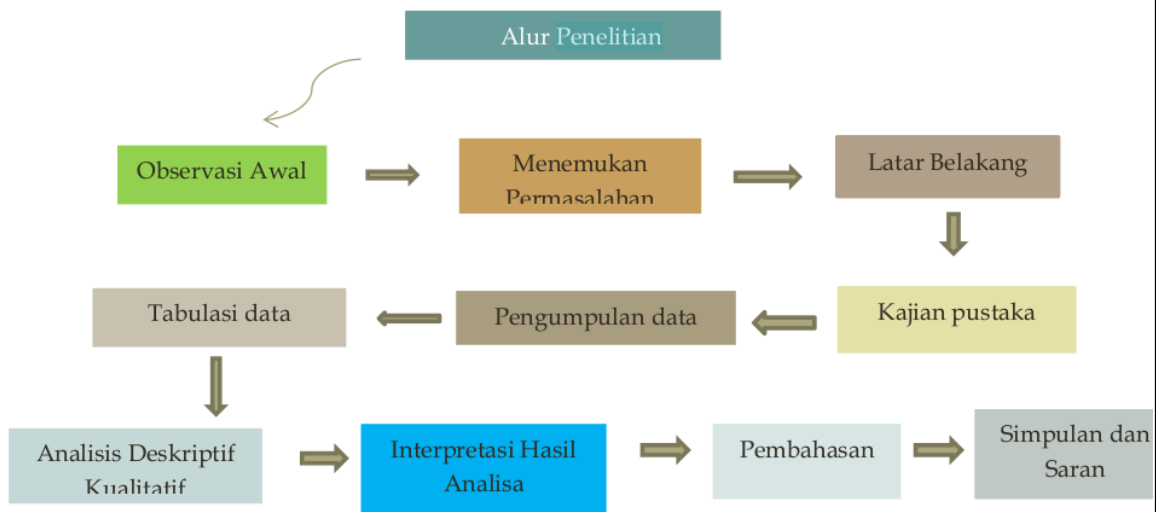 Alur Penelitian
Observasi Awal
Menemukan
Permasalahan
Latar Belakang
Kajian pustaka
Pengumpulan data
Tabulasi data
Analisis Deskriptif
Kualitatif
Interpretasi Hasil
Analisa
Pembahasan
Simpulan dan
Saran